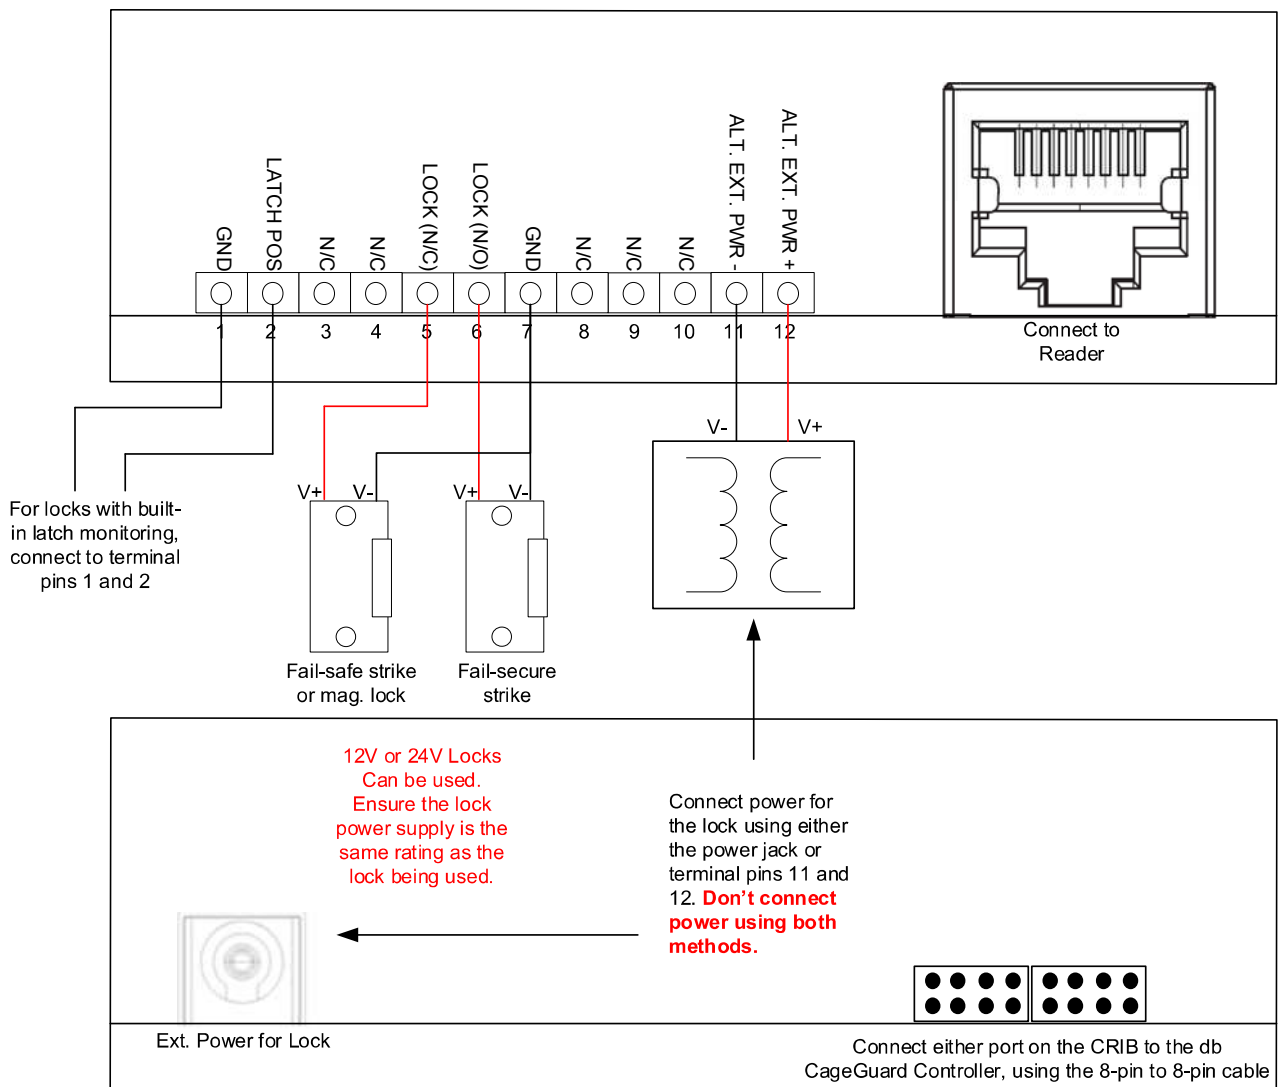 GND
LATCH POS
N/C
N/C
LOCK (N/C)
LOCK (N/O)
GND
N/C
N/C
N/C
ALT. EXT. PWR -
ALT. EXT. PWR +
1
2
3
4
5
6
7
8
9
10
11
12
Connect to
Reader
V-
V+
For locks with built-
in latch monitoring,
connect to terminal
pins 1 and 2
V+
V-
V+
V-
Fail-safe strike
or mag. lock
Fail-secure
strike
12V or 24V Locks
Can be used.
Ensure the lock
power supply is the
same rating as the
lock being used.
Connect power for
the lock using either
the power jack or
terminal pins 11 and
12. Don't connect
power using both
methods.
Ext. Power for Lock
Connect either port on the CRIB to the db
CageGuard Controller, using the 8-pin to 8-pin cable